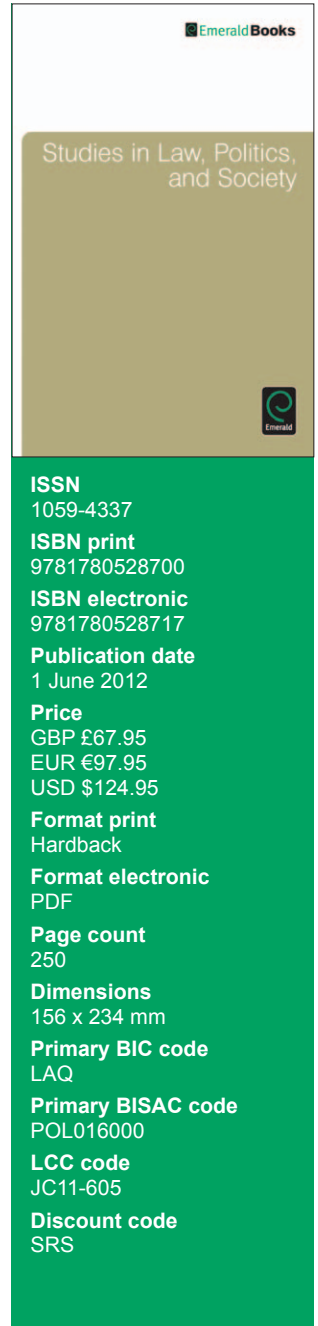 Emerald Books
Studies in Law, Politics,
and Society
Emerald
ISSN
1059-4337
ISBN print
9781780528700
ISBN electronic
9781780528717
Publication date
1 June 2012
Price
GBP £67.95
EUR €97.95
USD $124.95
Format print
Hardback
Format electronic
PDF
Page count
250
Dimensions
156 x 234 mm
Primary BIC code
LAQ
Primary BISAC code
POL016000
LCC code
JC11-605
Discount code
SRS